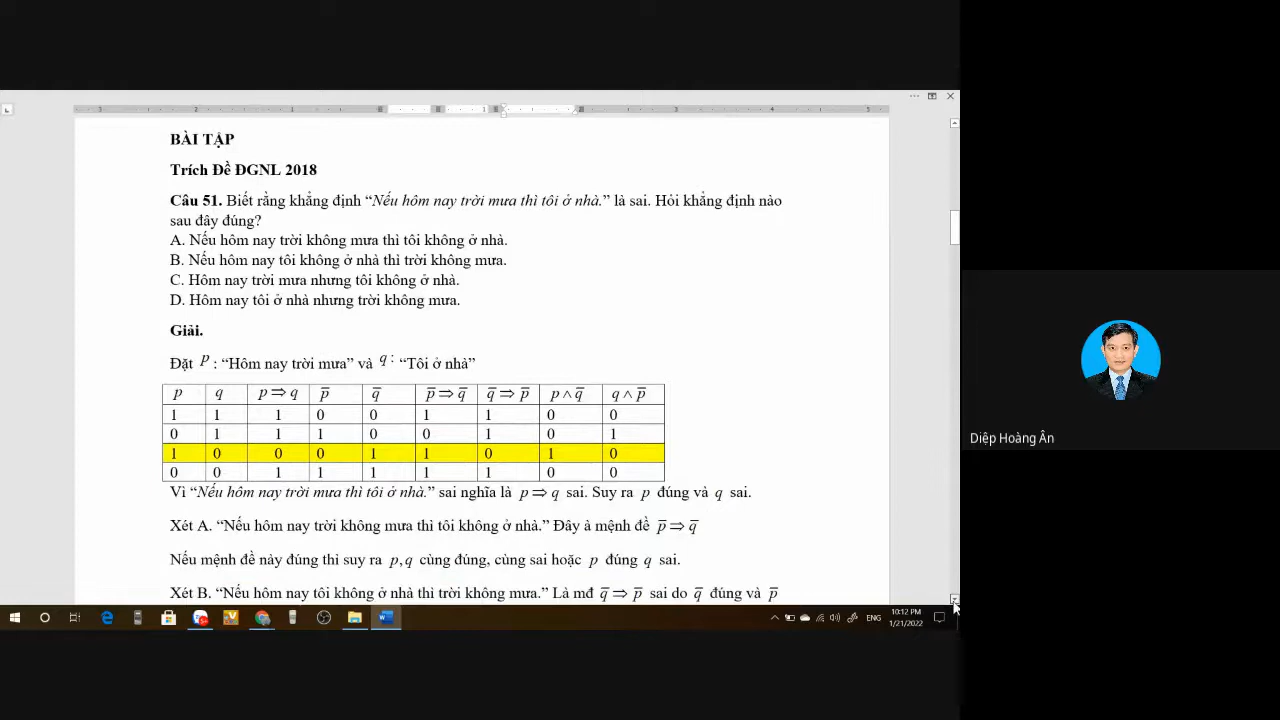 BÀI TẬP
Trích Đề ĐGNL 2018
Câu 51. Biết rằng khẳng định “Nếu hôm nay trời mưa thì tôi ở nhà.” là sai. Hỏi khẳng định nào
sau đây đúng?
A. Nếu hôm nay trời không mưa thì tôi không ở nhà.
B. Nếu hôm nay tôi không ở nhà thì trời không mưa.
C. Hôm nay trời mưa nhưng tôi không ở nhà.
D. Hôm nay tôi ở nhà nhưng trời không mưa.
Giải.
Đặt p : “Hôm nay trời mưa” và q : “Tôi ở nhà”
p q p ⇒ q p̅ q̅ p̅ ⇒ q̅ q̅ ⇒ p̅ p ∧ q̅ q ∧ p̅
1 1 1 0 0 1 1 0 0
0 1 1 1 0 0 1 0 1
1 0 0 0 1 1 0 1 0
0 0 1 1 1 1 1 0 0
Vì “Nếu hôm nay trời mưa thì tôi ở nhà.” sai nghĩa là p ⇒ q sai. Suy ra p đúng và q sai.
Xét A. “Nếu hôm nay trời không mưa thì tôi không ở nhà.” Đây à mệnh đề p̅ ⇒ q̅
Nếu mệnh đề này đúng thì suy ra p, q cùng đúng, cùng sai hoặc p đúng q sai.
Xét B. “Nếu hôm nay tôi không ở nhà thì trời không mưa.” Là mđ q̅ ⇒ p̅ sai do q̅ đúng và p̅
Diệp Hoàng Ân
ENG
10:12 PM
1/21/2022